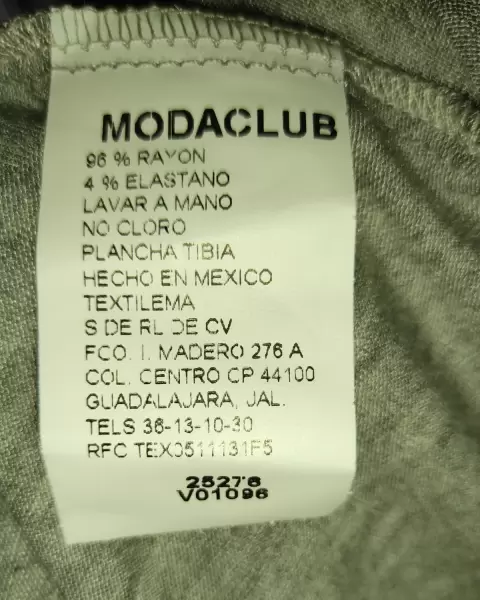 MODACLUB
96 % RAYON
4 % ELASTANO
LAVAR A MANO
NO CLORO
PLANCHA TIBIA
HECHO EN MEXICO
TEXTILEMA
S DE RL DE CV
FCO. I. MADERO 276 A
COL. CENTRO CP 44100
GUADALAJARA, JAL.
TELS 36-13-10-30
RFC TEX0511131F5
25276
V01096